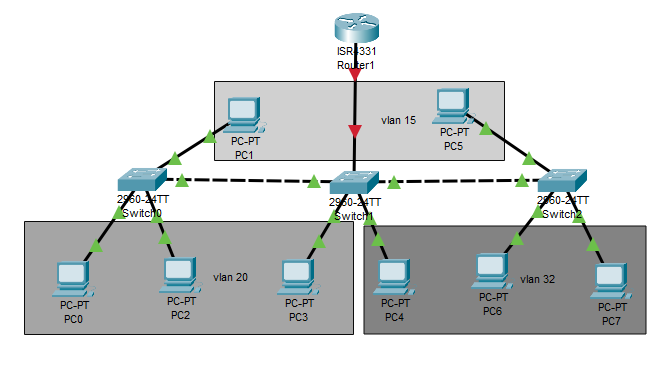 ISR4331
Router1
vlan 15
PC-PT
PC1
PC-PT
PC5
2960-24TT
Switch0
2960-24TT
Switch1
2960-24TT
Switch2
vlan 20
vlan 32
PC-PT
PC0
PC-PT
PC2
PC-PT
PC3
PC-PT
PC4
PC-PT
PC6
PC-PT
PC7